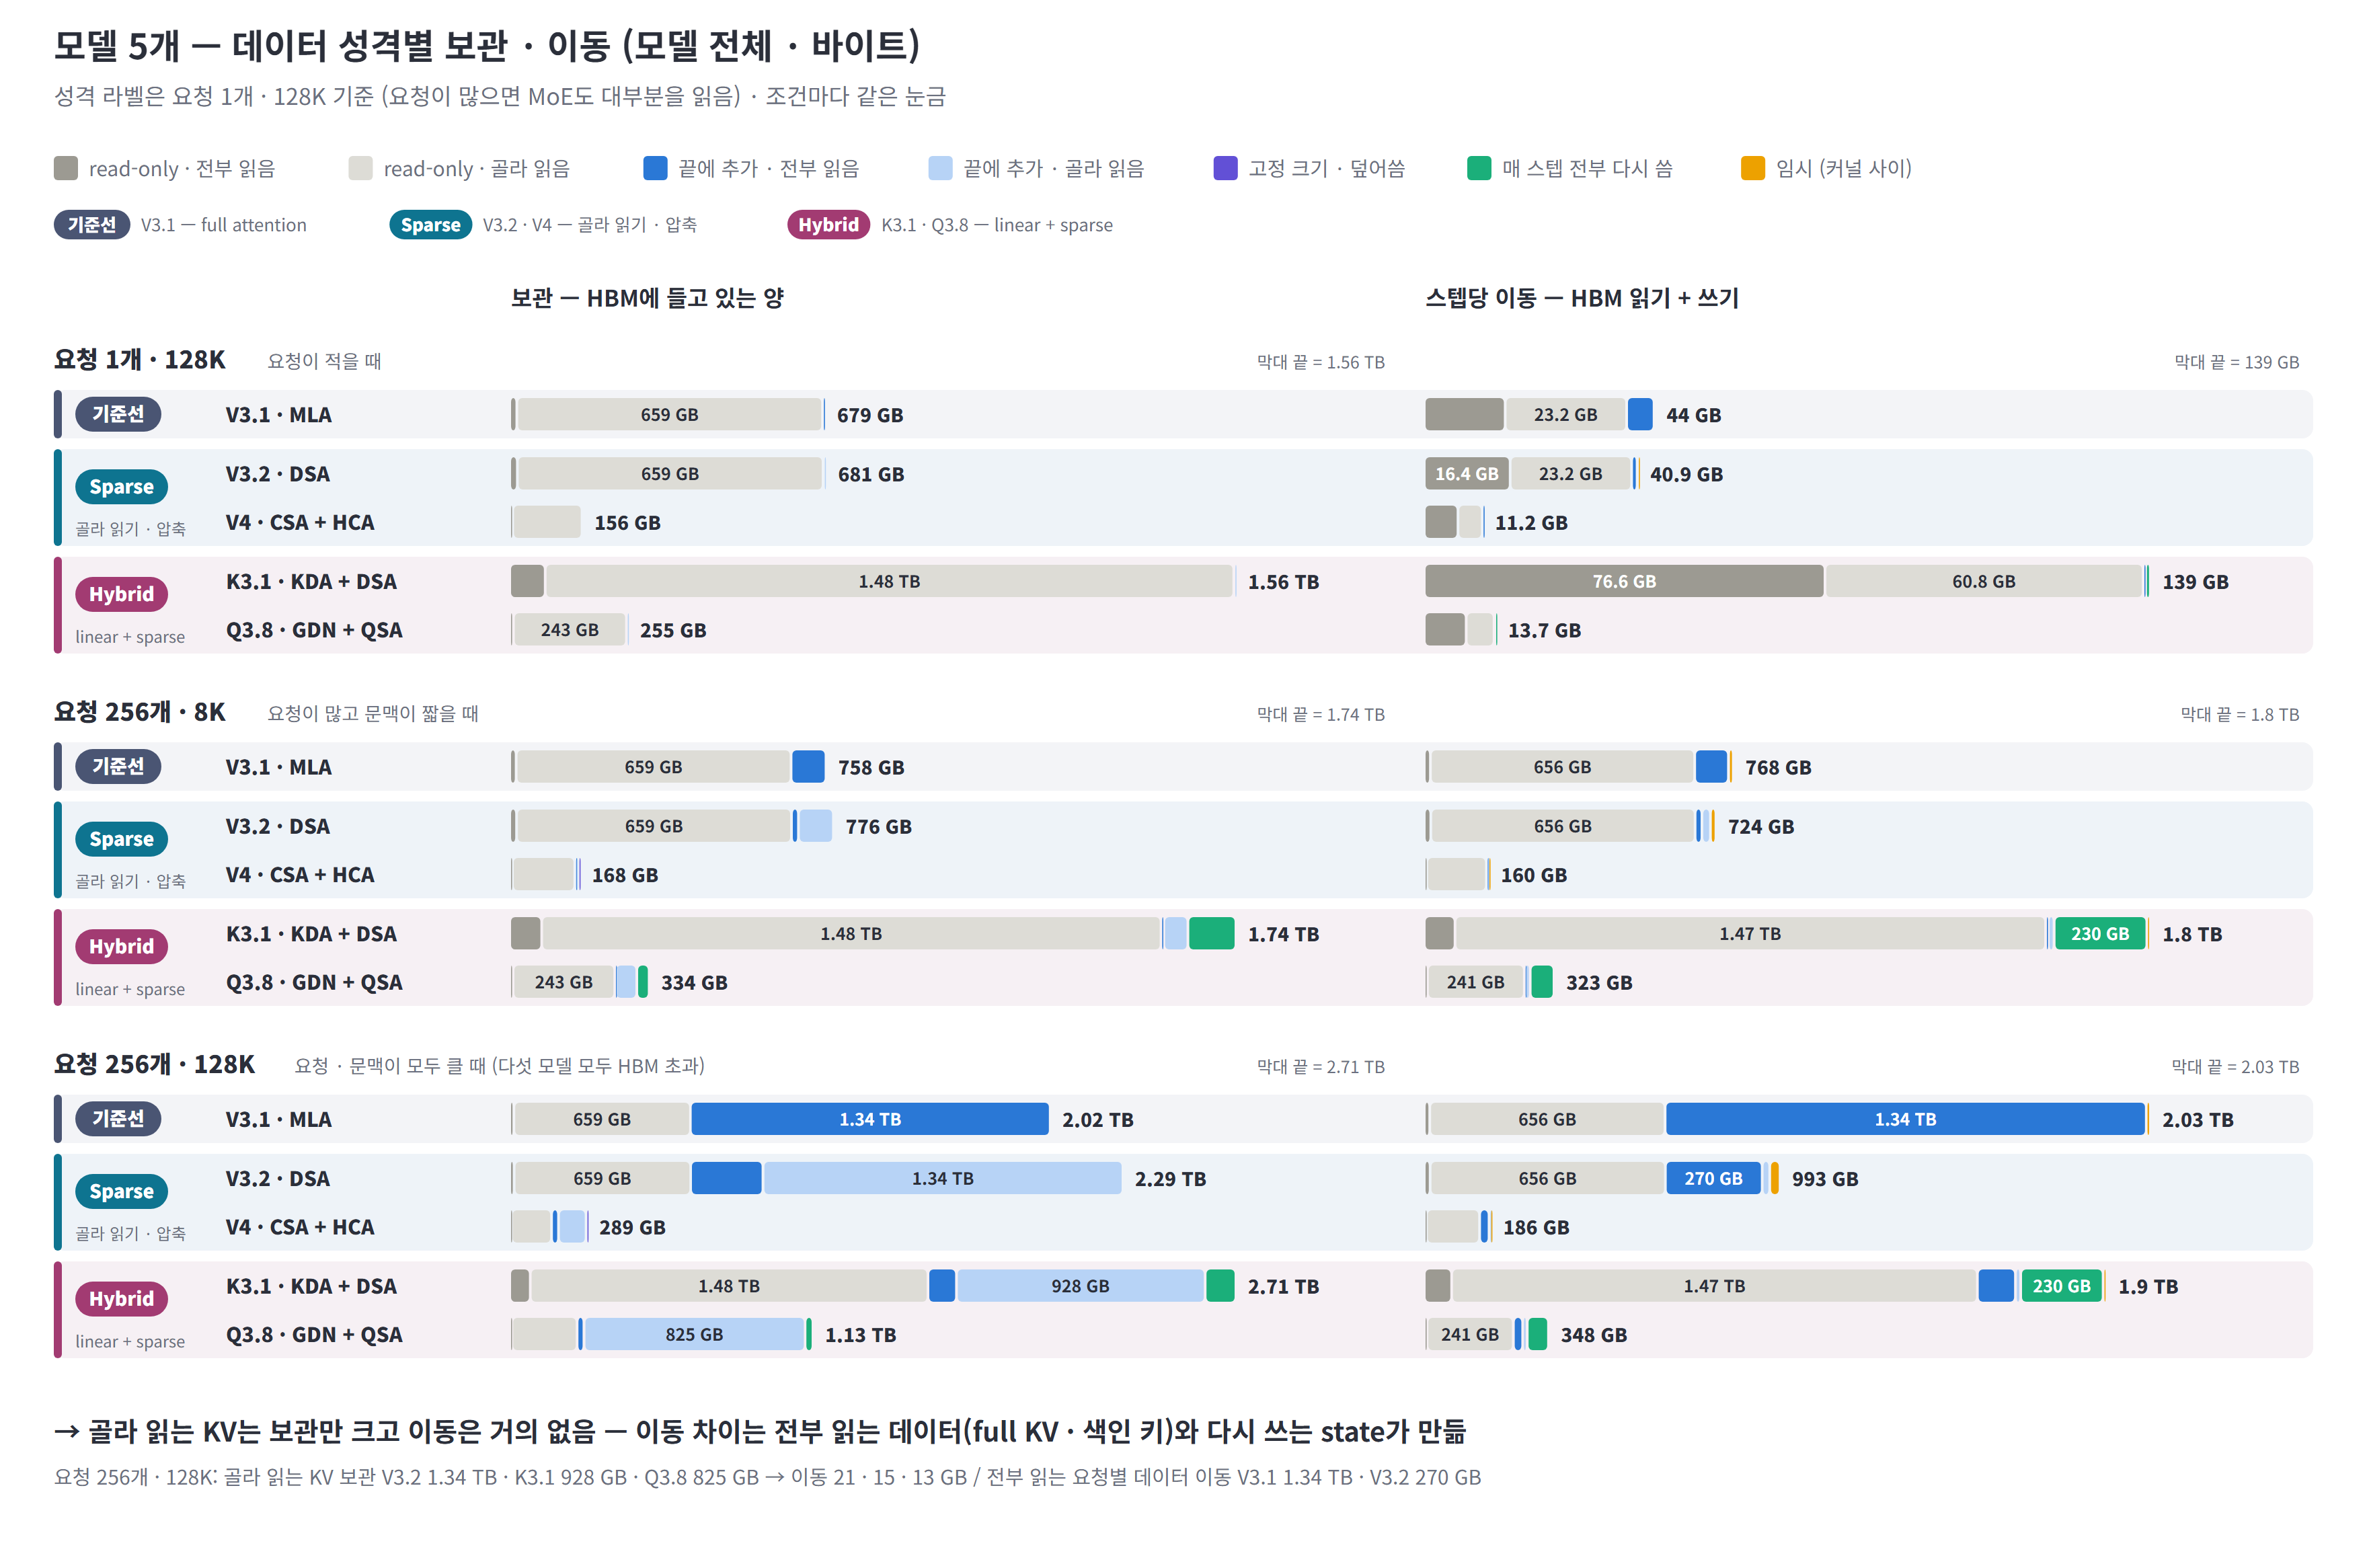 모델 5개 — 데이터 성격별 보관 · 이동 (모델 전체 · 바이트)
성격 라벨은 요청 1개 · 128K 기준 (요청이 많으면 MoE도 대부분을 읽음) · 조건마다 같은 눈금
read-only · 전부 읽음 read-only · 골라 읽음 끝에 추가 · 전부 읽음 끝에 추가 · 골라 읽음 고정 크기 · 덮어씀 매 스텝 전부 다시 씀 임시 (커널 사이)
기준선 V3.1 — full attention Sparse V3.2 · V4 — 골라 읽기 · 압축 Hybrid K3.1 · Q3.8 — linear + sparse
보관 — HBM에 들고 있는 양 스텝당 이동 — HBM 읽기 + 쓰기
요청 1개 · 128K 요청이 적을 때 막대 끝 = 1.56 TB 막대 끝 = 139 GB
기준선 V3.1 · MLA 659 GB 679 GB 23.2 GB 44 GB
Sparse V3.2 · DSA 659 GB 681 GB 16.4 GB 23.2 GB 40.9 GB
골라 읽기 · 압축 V4 · CSA + HCA 156 GB 11.2 GB
Hybrid K3.1 · KDA + DSA 1.48 TB 1.56 TB 76.6 GB 60.8 GB 139 GB
linear + sparse Q3.8 · GDN + QSA 243 GB 255 GB 13.7 GB
요청 256개 · 8K 요청이 많고 문맥이 짧을 때 막대 끝 = 1.74 TB 막대 끝 = 1.8 TB
기준선 V3.1 · MLA 659 GB 758 GB 656 GB 768 GB
Sparse V3.2 · DSA 659 GB 776 GB 656 GB 724 GB
골라 읽기 · 압축 V4 · CSA + HCA 168 GB 160 GB
Hybrid K3.1 · KDA + DSA 1.48 TB 1.74 TB 1.47 TB 230 GB 1.8 TB
linear + sparse Q3.8 · GDN + QSA 243 GB 334 GB 241 GB 323 GB
요청 256개 · 128K 요청 · 문맥이 모두 클 때 (다섯 모델 모두 HBM 초과) 막대 끝 = 2.71 TB 막대 끝 = 2.03 TB
기준선 V3.1 · MLA 659 GB 1.34 TB 2.02 TB 656 GB 1.34 TB 2.03 TB
Sparse V3.2 · DSA 659 GB 1.34 TB 2.29 TB 656 GB 270 GB 993 GB
골라 읽기 · 압축 V4 · CSA + HCA 289 GB 186 GB
Hybrid K3.1 · KDA + DSA 1.48 TB 928 GB 2.71 TB 1.47 TB 230 GB 1.9 TB
linear + sparse Q3.8 · GDN + QSA 825 GB 1.13 TB 241 GB 348 GB
→ 골라 읽는 KV는 보관만 크고 이동은 거의 없음 — 이동 차이는 전부 읽는 데이터(full KV · 색인 키)와 다시 쓰는 state가 만듦
요청 256개 · 128K: 골라 읽는 KV 보관 V3.2 1.34 TB · K3.1 928 GB · Q3.8 825 GB → 이동 21 · 15 · 13 GB / 전부 읽는 요청별 데이터 이동 V3.1 1.34 TB · V3.2 270 GB